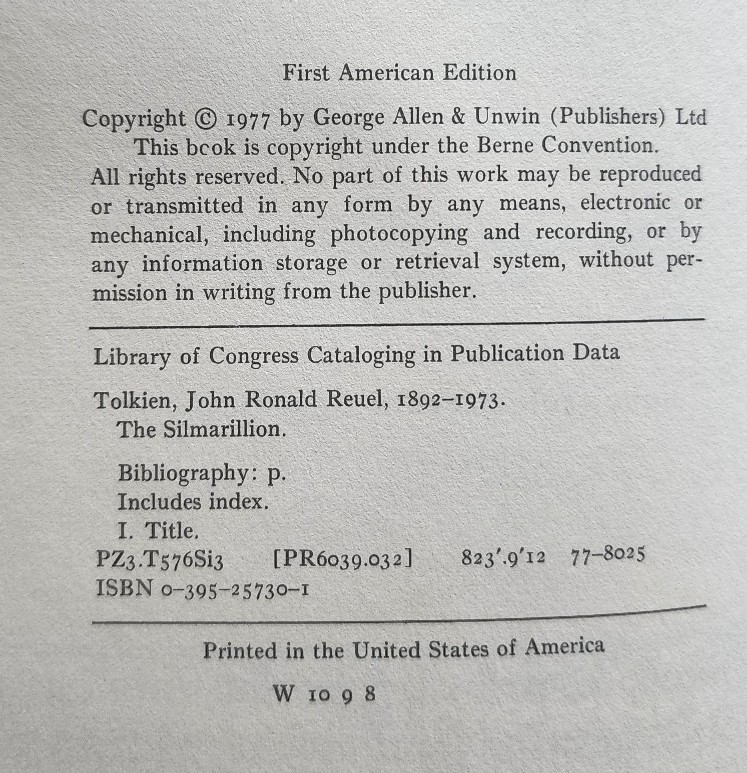 First American Edition
Copyright © 1977 by George Allen & Unwin (Publishers) Ltd
This bcok is copyright under the Berne Convention.
All rights reserved. No part of this work may be reproduced
or transmitted in any form by any means, electronic or
mechanical, including photocopying and recording, or by
any information storage or retrieval system, without per-
mission in writing from the publisher.
Library of Congress Cataloging in Publication Data
Tolkien, John Ronald Reuel, 1892–1973.
The Silmarillion.
Bibliography: p.
Includes index.
I. Title.
PZ3.T576Si3 [PR6039.032] 823'.9'12 77–8025
ISBN 0–395–25730–1
Printed in the United States of America
W 10 9 8